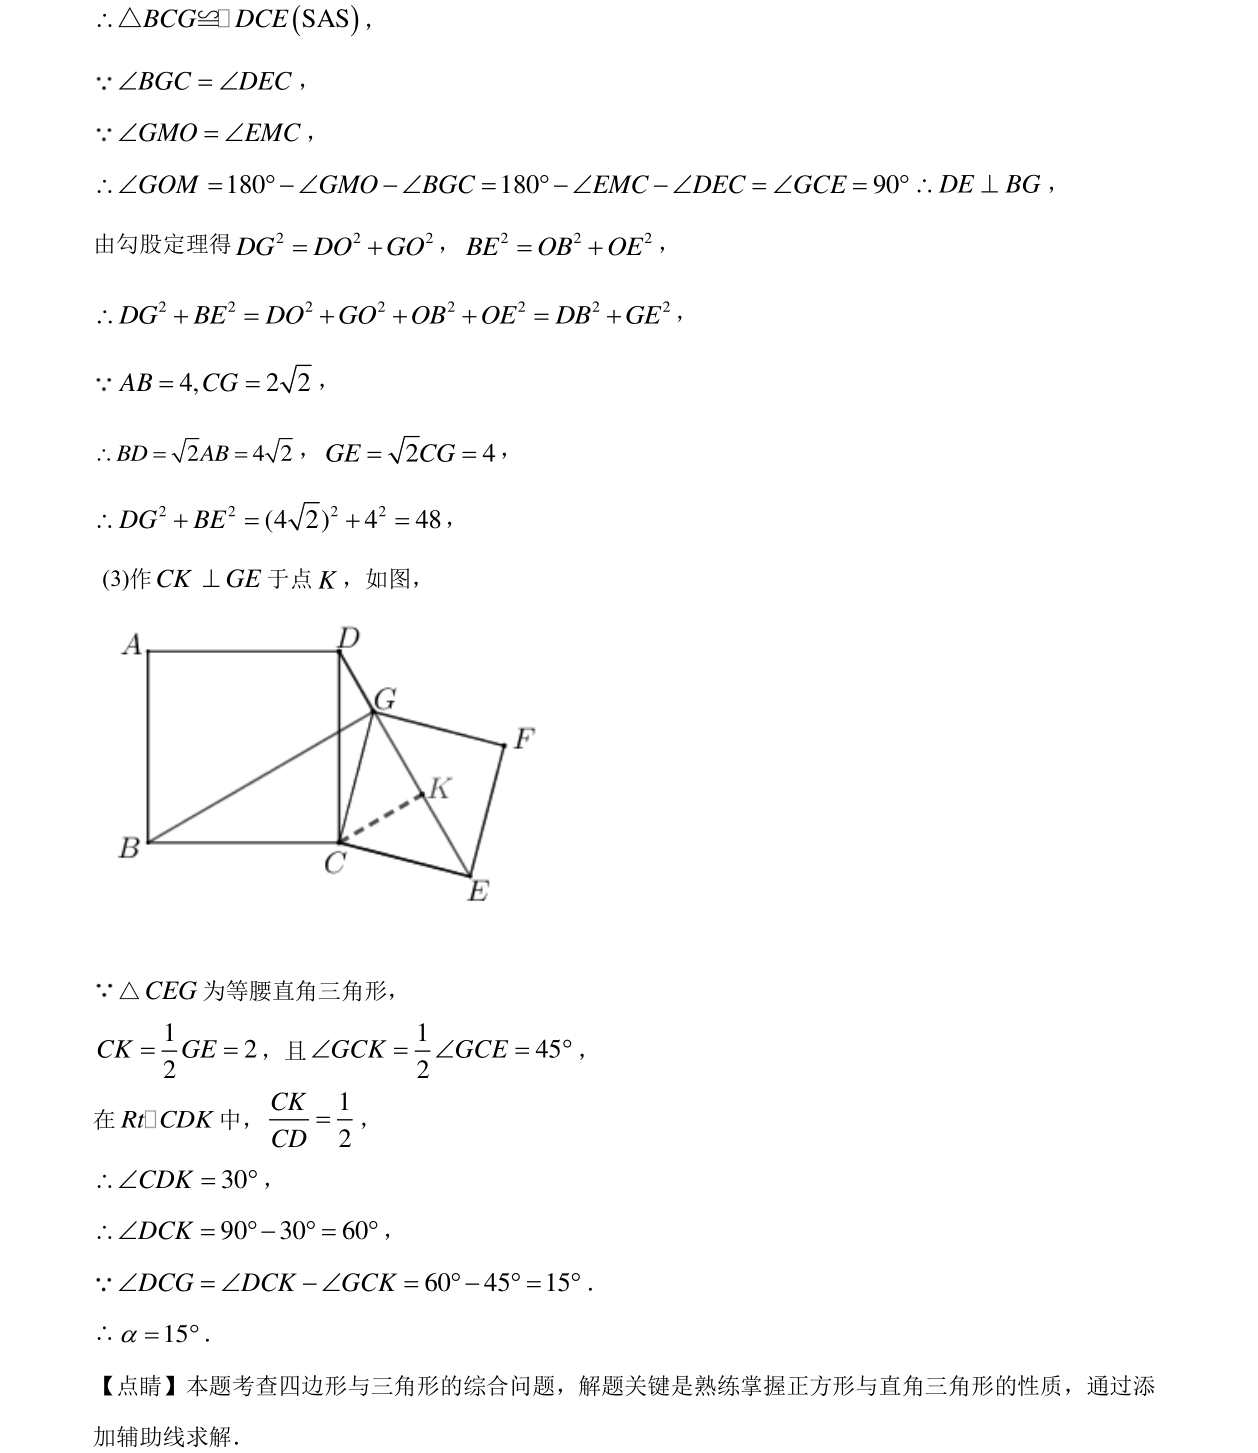 ∴△BCG≌□DCE(SAS)，
∵∠BGC=∠DEC，
∵∠GMO=∠EMC，
∴∠GOM=180°−∠GMO−∠BGC=180°−∠EMC−∠DEC=∠GCE=90°∴DE⊥BG，
由勾股定理得DG²=DO²+GO²，BE²=OB²+OE²，
∴DG²+BE²=DO²+GO²+OB²+OE²=DB²+GE²，
∵AB=4,CG=2√2，
∴BD=√2AB=4√2，GE=√2CG=4，
∴DG²+BE²=(4√2)²+4²=48，
(3)作CK⊥GE于点K，如图，
A
D
G
F
K
B
C
E
∵△CEG为等腰直角三角形，
CK=1/2GE=2，且∠GCK=1/2∠GCE=45°，
在Rt□CDK中，CK/CD=1/2，
∴∠CDK=30°，
∴∠DCK=90°−30°=60°，
∵∠DCG=∠DCK−∠GCK=60°−45°=15°．
∴α=15°．
【点睛】本题考查四边形与三角形的综合问题，解题关键是熟练掌握正方形与直角三角形的性质，通过添
加辅助线求解．